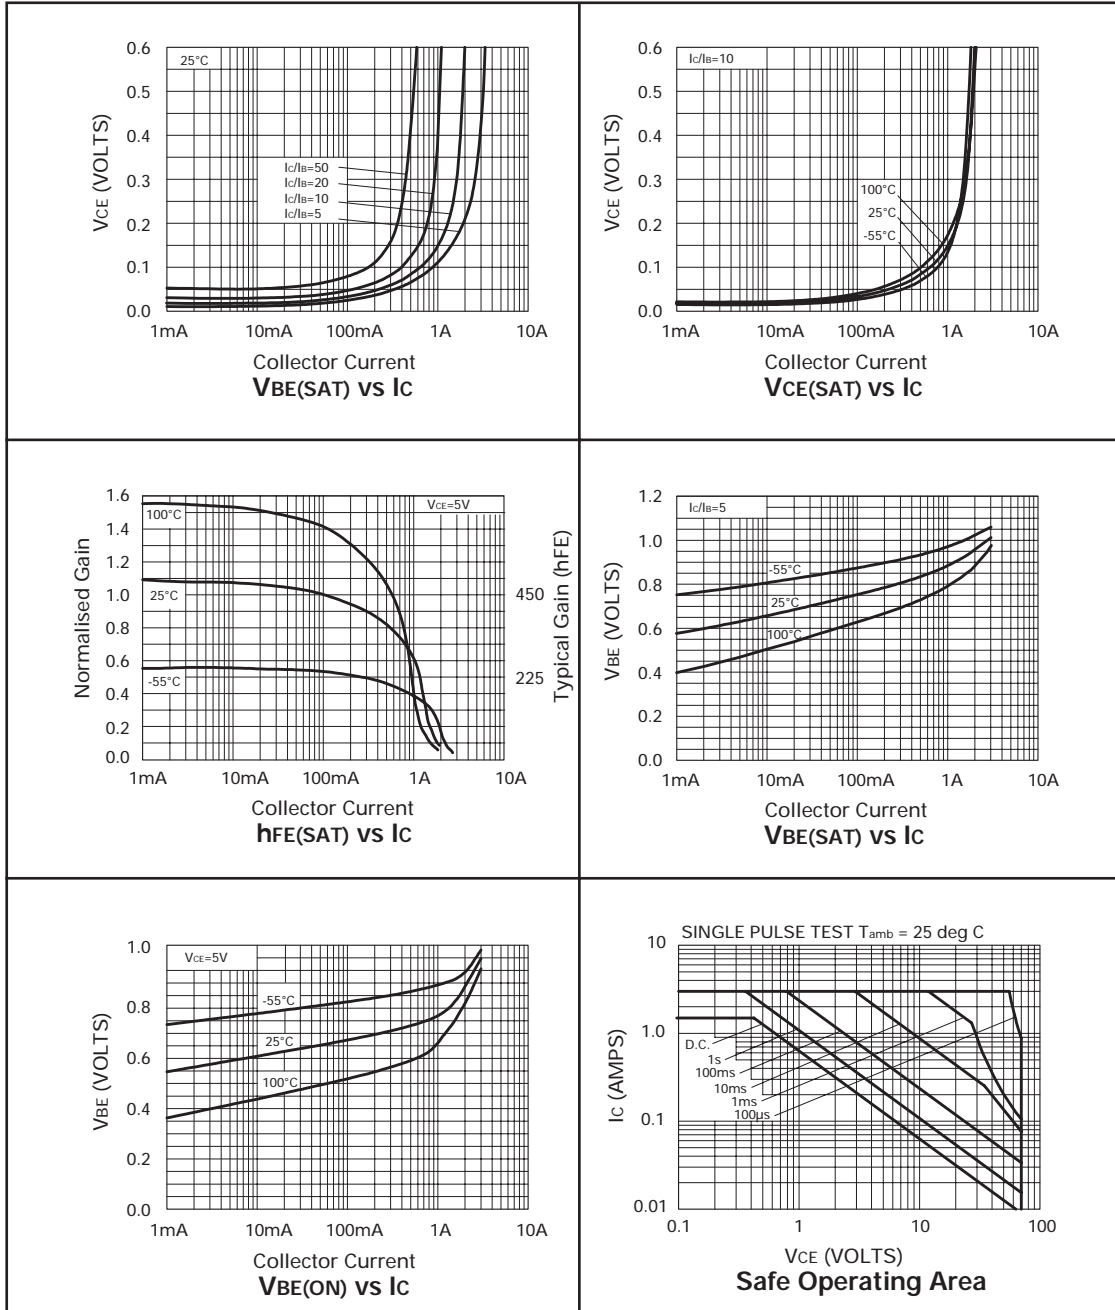 0.6
0.5
0.4
0.3
0.2
0.1
0.0
VCE (VOLTS)
25°C
IC/IB=50
IC/IB=20
IC/IB=10
IC/IB=5
1mA 10mA 100mA 1A 10A
Collector Current
VBE(SAT) vs IC
0.6
0.5
0.4
0.3
0.2
0.1
0.0
VCE (VOLTS)
IC/IB=10
100°C
25°C
-55°C
1mA 10mA 100mA 1A 10A
Collector Current
VCE(SAT) vs IC
1.6
1.4
1.2
1.0
0.8
0.6
0.4
0.2
0.0
Normalised Gain
VCE=5V
100°C
25°C
-55°C
450
225
Typical Gain (hFE)
1mA 10mA 100mA 1A 10A
Collector Current
hFE(SAT) vs IC
1.2
1.0
0.8
0.6
0.4
0.2
0.0
VBE (VOLTS)
IC/IB=5
-55°C
25°C
100°C
1mA 10mA 100mA 1A 10A
Collector Current
VBE(SAT) vs IC
1.0
0.8
0.6
0.4
0.2
0.0
VBE (VOLTS)
VCE=5V
-55°C
25°C
100°C
1mA 10mA 100mA 1A 10A
Collector Current
VBE(ON) vs IC
SINGLE PULSE TEST Tamb = 25 deg C
10
1.0
0.1
0.01
IC (AMPS)
D.C.
1s
100ms
10ms
1ms
100µs
0.1 1 10 100
VCE (VOLTS)
Safe Operating Area